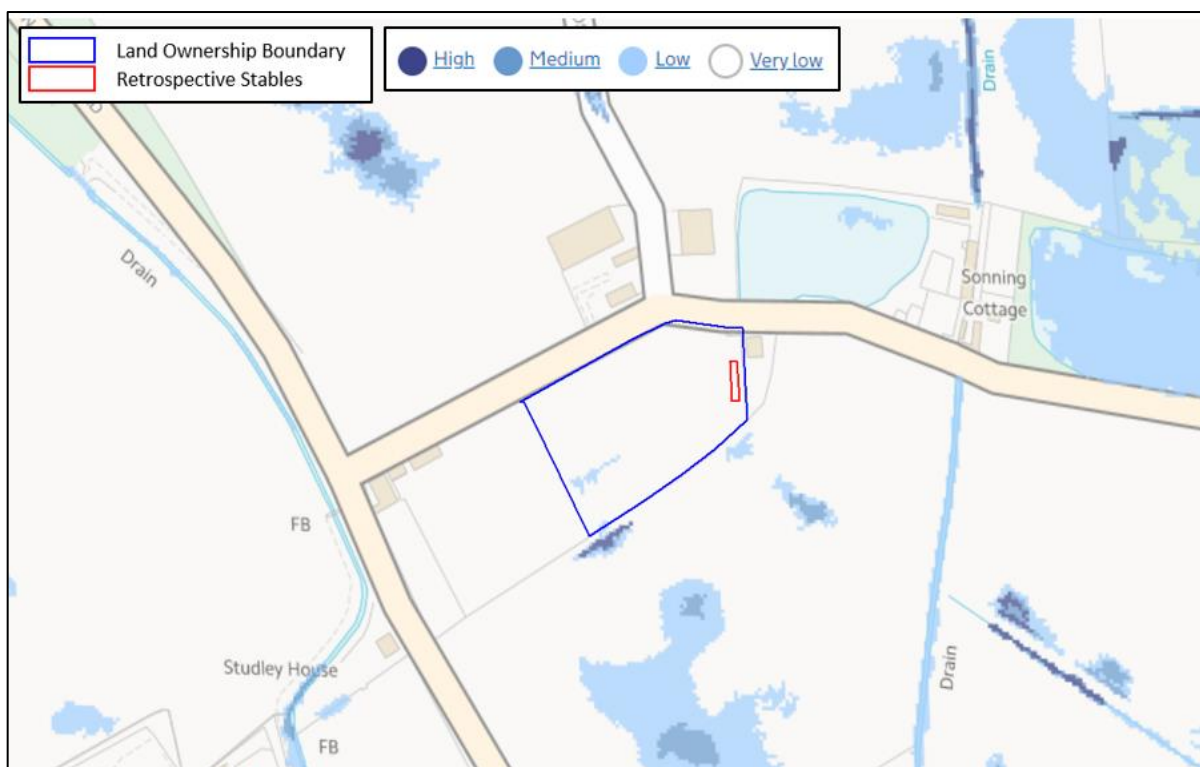 Land Ownership Boundary
Retrospective Stables
High
Medium
Low
Very low
Drain
Drain
Sonning
Cottage
FB
Studley House
FB
Drain